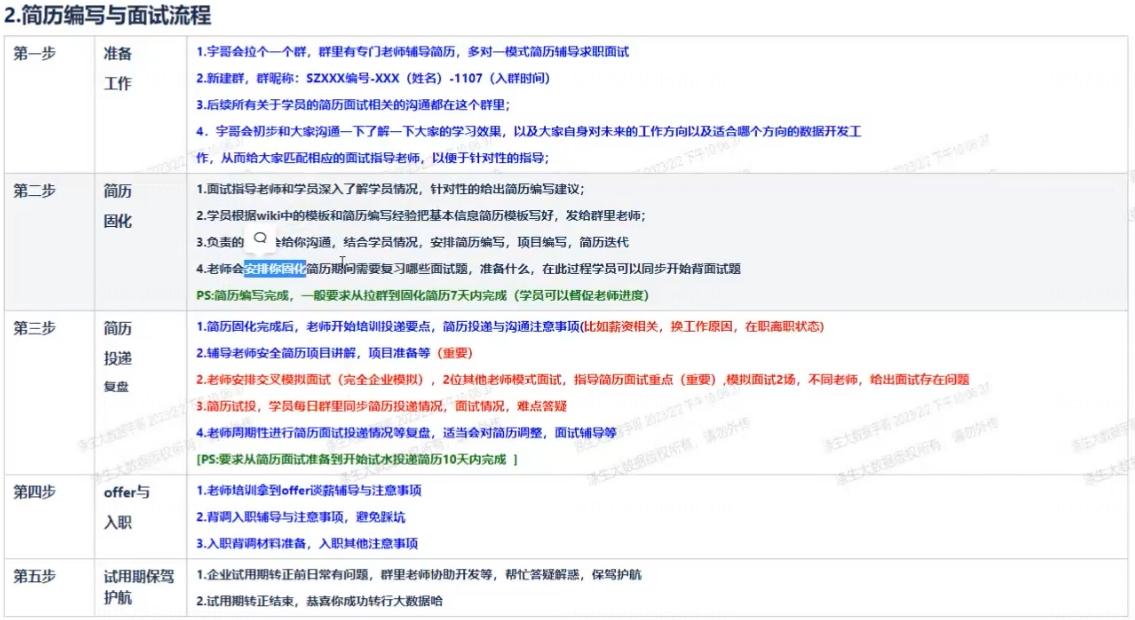 2.简历编写与面试流程
第一步
准备
工作
1.宇哥会拉个一个群，群里有专门老师辅导简历，多对一模式简历辅导求职面试
2.新建群，群昵称：SZXXX编号-XXX（姓名）-1107（入群时间）
3.后续所有关于学员的简历面试相关的沟通都在这个群里；
4．宇哥会初步和大家沟通一下了解一下大家的学习效果，以及大家自身对未来的工作方向以及适合哪个方向的数据开发工
作，从而给大家匹配相应的面试指导老师，以便于针对性的指导；
第二步
简历
固化
1.面试指导老师和学员深入了解学员情况，针对性的给出简历编写建议；
2.学员根据wiki中的模板和简历编写经验把基本信息简历模板写好，发给群里老师；
3.负责的 会给你沟通，结合学员情况，安排简历编写，项目编写，简历迭代
4.老师会安排你固化简历期间需要复习哪些面试题，准备什么，在此过程学员可以同步开始背面试题
PS:简历编写完成，一般要求从拉群到固化简历7天内完成（学员可以督促老师进度）
第三步
简历
投递
复盘
1.简历固化完成后，老师开始培训投递要点，简历投递与沟通注意事项(比如薪资相关，换工作原因，在职离职状态)
2.辅导老师安全简历项目讲解，项目准备等（重要）
2.老师安排交叉模拟面试（完全企业模拟），2位其他老师模式面试，指导简历面试重点（重要）,模拟面试2场，不同老师，给出面试存在问题
3.简历试投，学员每日群里同步简历投递情况，面试情况，难点答疑
4.老师周期性进行简历面试投递情况等复盘，适当会对简历调整，面试辅导等
[PS:要求从简历面试准备到开始试水投递简历10天内完成 ]
第四步
offer与
入职
1.老师培训拿到offer谈薪辅导与注意事项
2.背调入职辅导与注意事项，避免踩坑
3.入职背调材料准备，入职其他注意事项
第五步
试用期保驾
护航
1.企业试用期转正前日常有问题，群里老师协助开发等，帮忙答疑解惑，保驾护航
2.试用期转正结束，恭喜你成功转行大数据哈